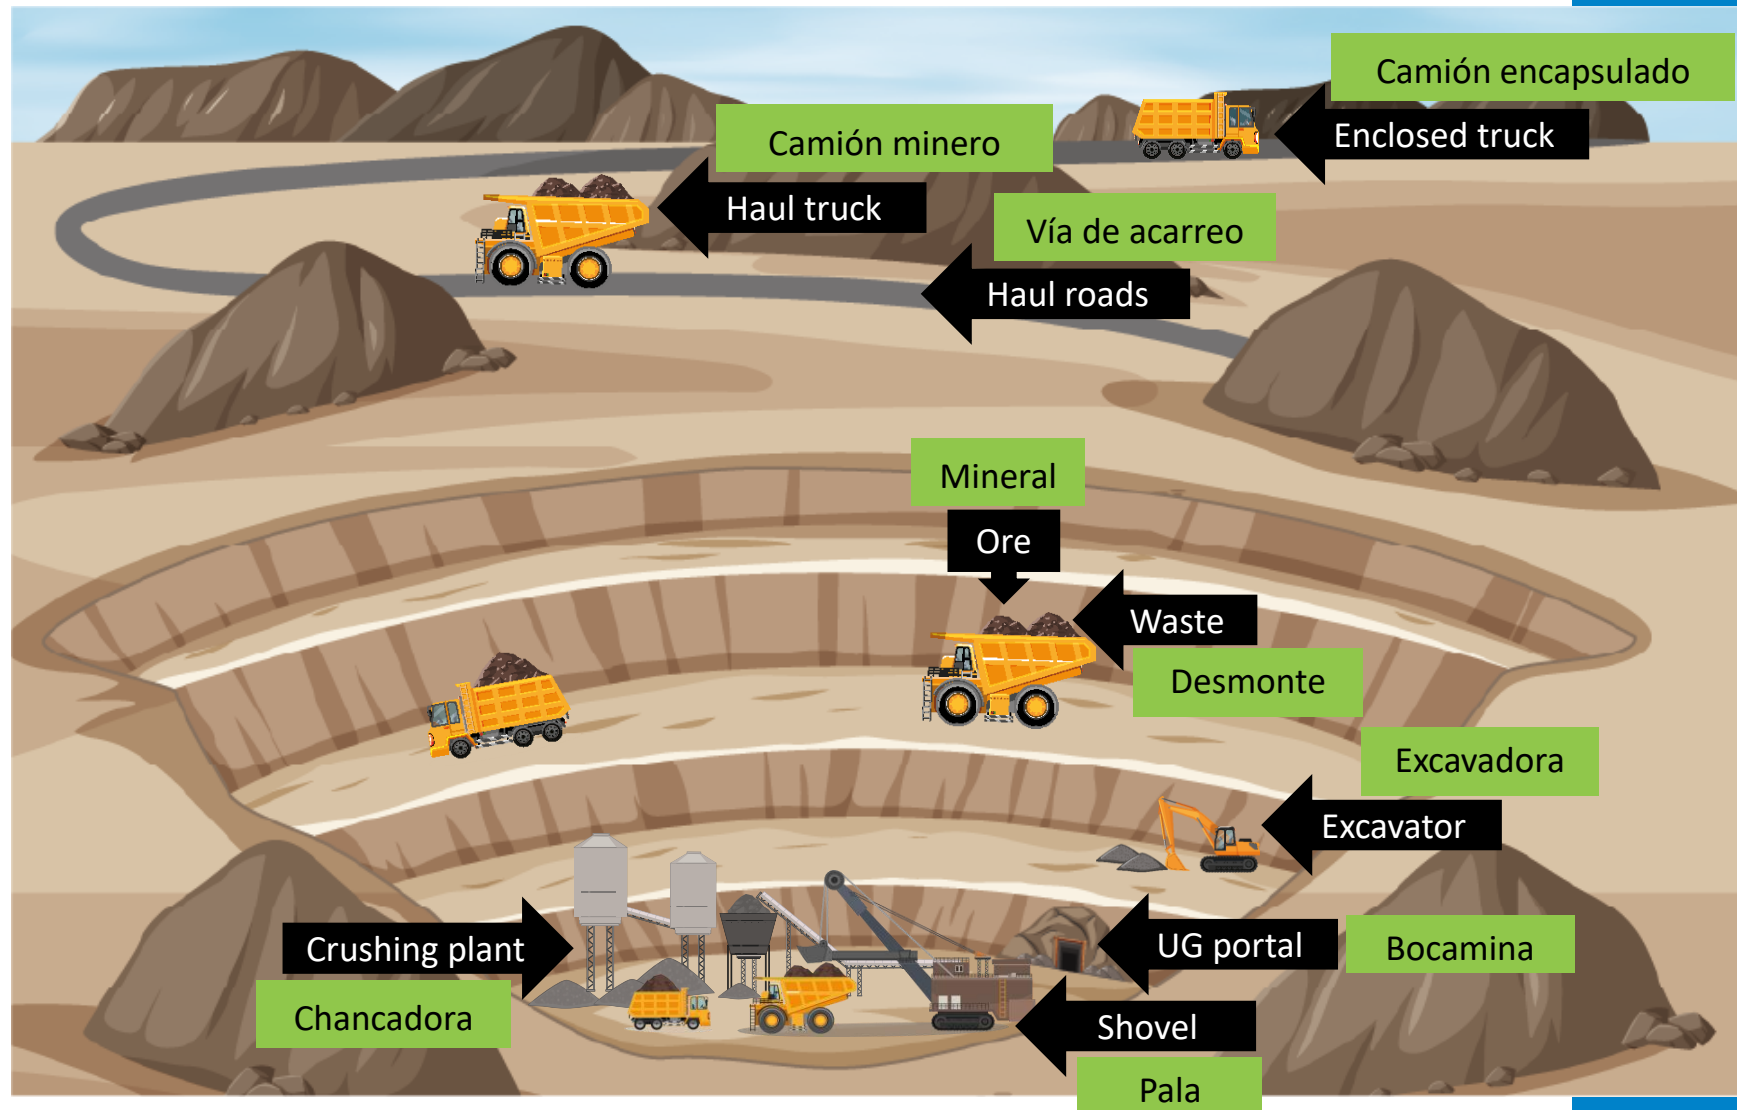 Camión encapsulado
Enclosed truck
Camión minero
Haul truck
Vía de acarreo
Haul roads
Mineral
Ore
Waste
Desmonte
Excavadora
Excavator
Crushing plant
Chancadora
UG portal
Bocamina
Shovel
Pala